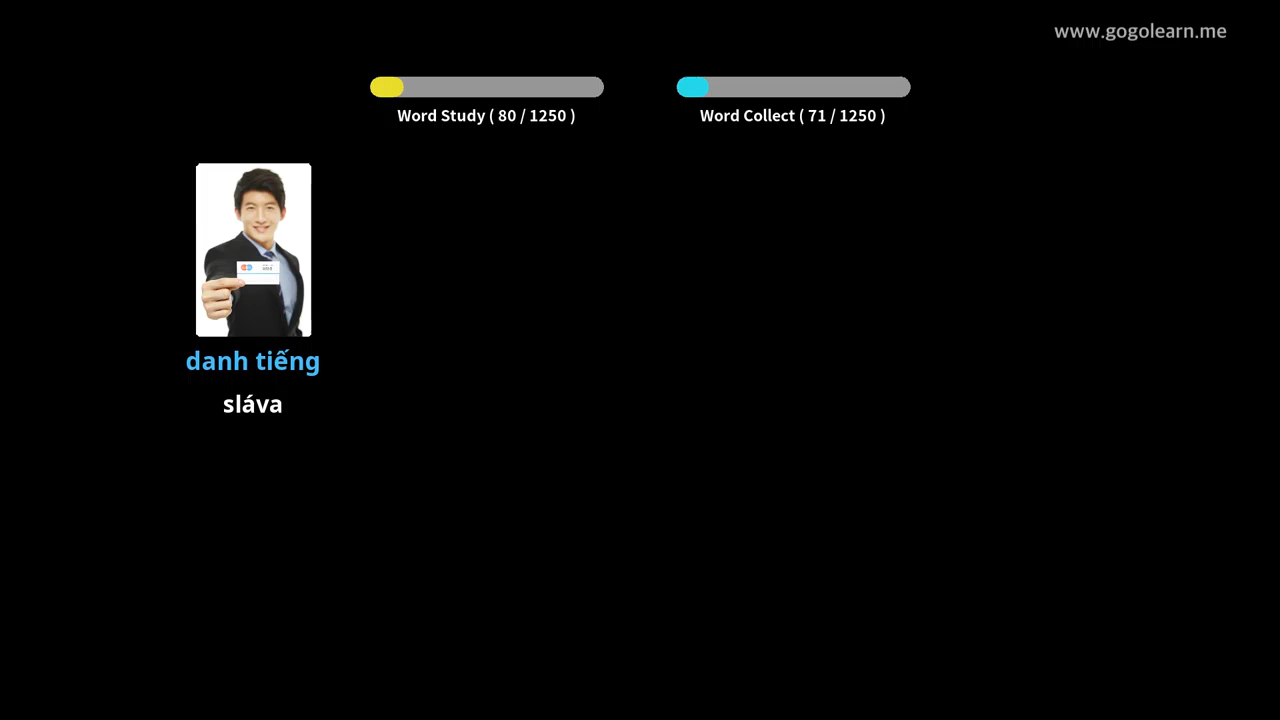 www.gogolearn.me
Word Study ( 80 / 1250 )
Word Collect ( 71 / 1250 )
danh tiếng
sláva